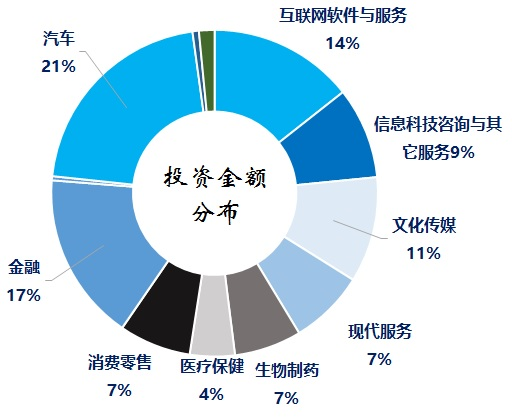 互联网软件与服务
14%
信息科技咨询与其
它服务9%
文化传媒
11%
现代服务
7%
生物制药
7%
医疗保健
4%
消费零售
7%
金融
17%
汽车
21%
投资金额
分布